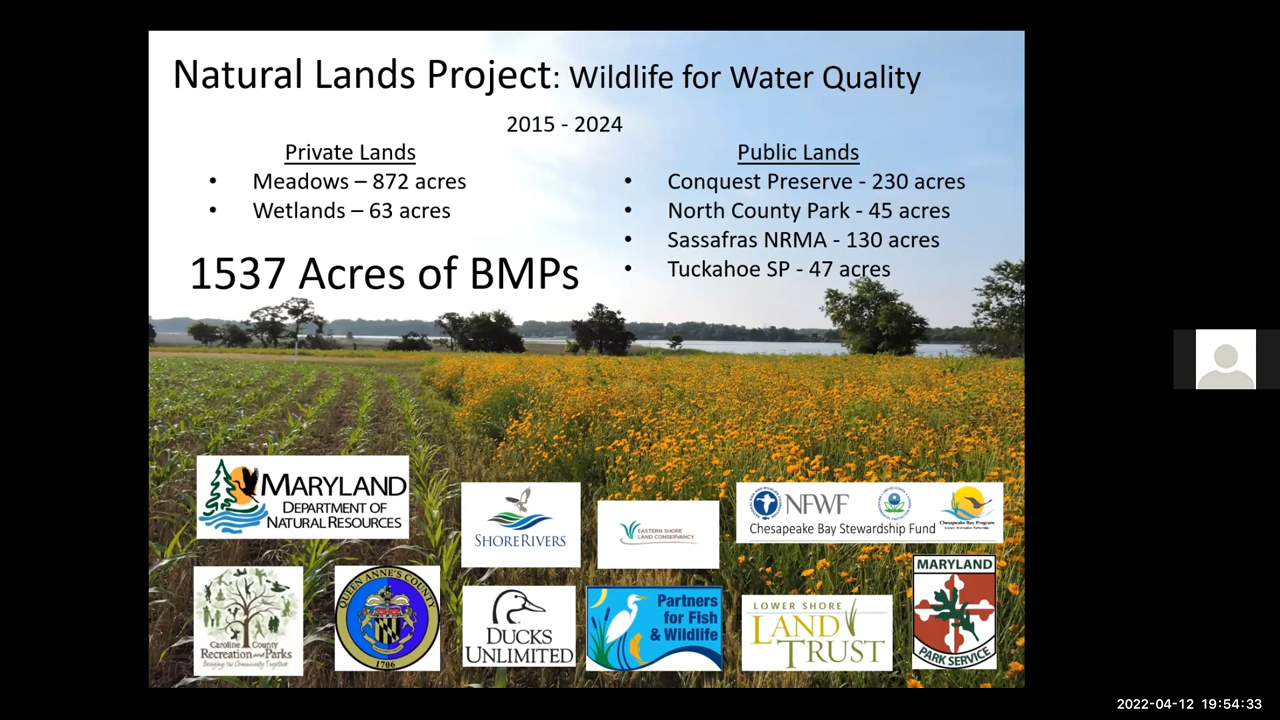 Natural Lands Project: Wildlife for Water Quality
2015 - 2024
Private Lands
• Meadows – 872 acres
• Wetlands – 63 acres
1537 Acres of BMPs
Public Lands
• Conquest Preserve - 230 acres
• North County Park - 45 acres
• Sassafras NRMA - 130 acres
• Tuckahoe SP - 47 acres
MARYLAND
DEPARTMENT OF
NATURAL RESOURCES
SHORERIVERS
EASTERN SHORE
LAND CONSERVANCY
NFWF
Chesapeake Bay Program
Chesapeake Bay Stewardship Fund
Caroline County
Recreation and Parks
Bringing the Community Together
QUEEN ANNE'S COUNTY
1706
DUCKS
UNLIMITED
Partners
for Fish
& Wildlife
LOWER SHORE
LAND
TRUST
MARYLAND
PARK SERVICE
2022-04-12 19:54:33